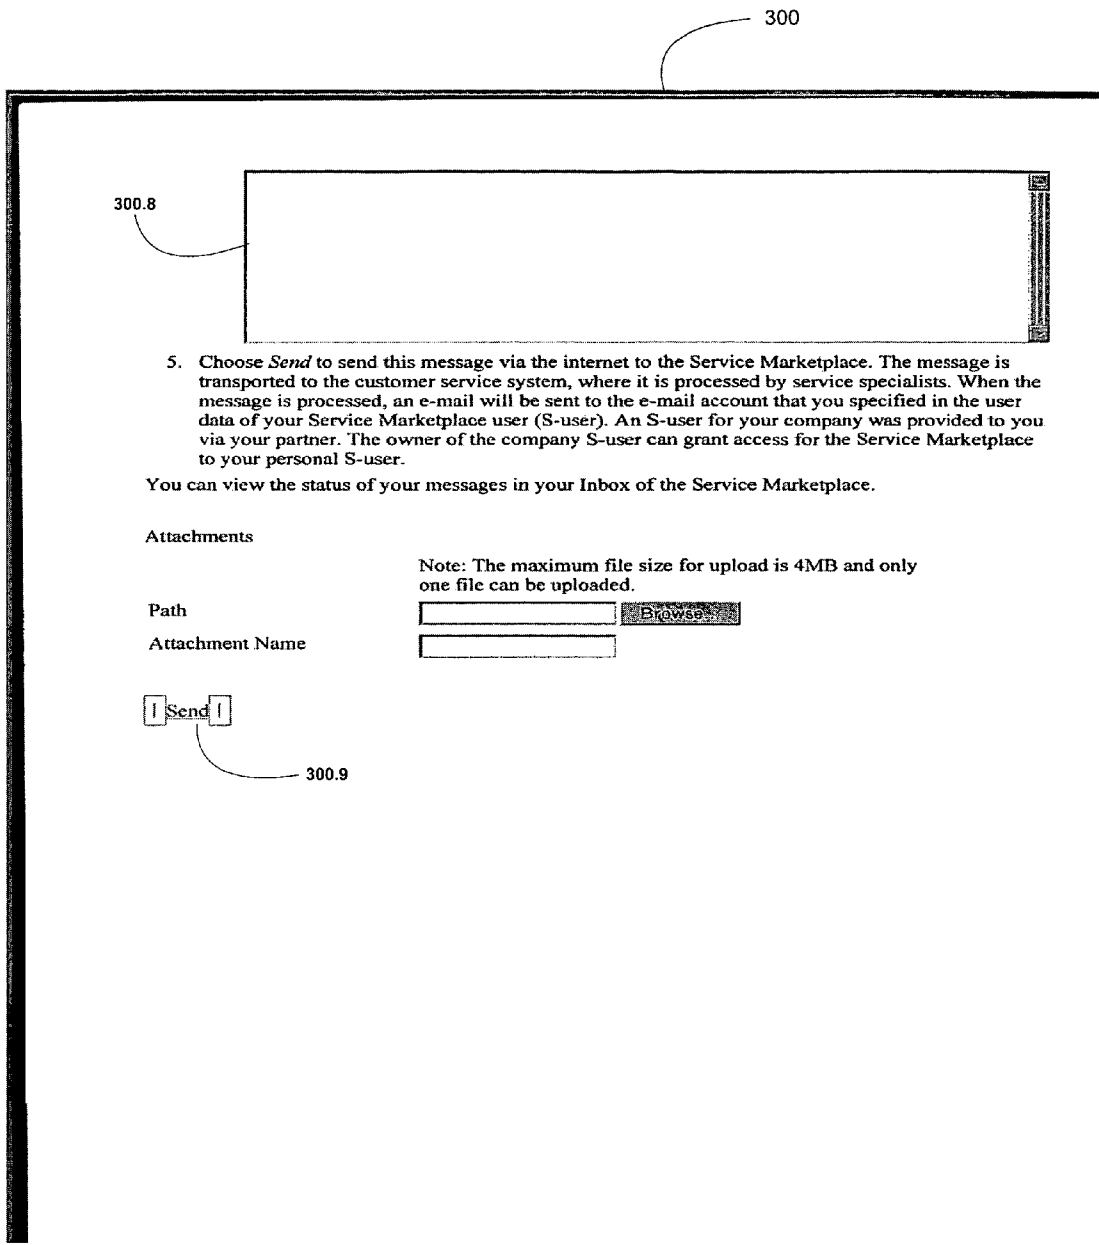 300
300.8
5. Choose Send to send this message via the internet to the Service Marketplace. The message is
transported to the customer service system, where it is processed by service specialists. When the
message is processed, an e-mail will be sent to the e-mail account that you specified in the user
data of your Service Marketplace user (S-user). An S-user for your company was provided to you
via your partner. The owner of the company S-user can grant access for the Service Marketplace
to your personal S-user.
You can view the status of your messages in your Inbox of the Service Marketplace.
Attachments
Note: The maximum file size for upload is 4MB and only
one file can be uploaded.
Path Browse...
Attachment Name
| Send |
300.9